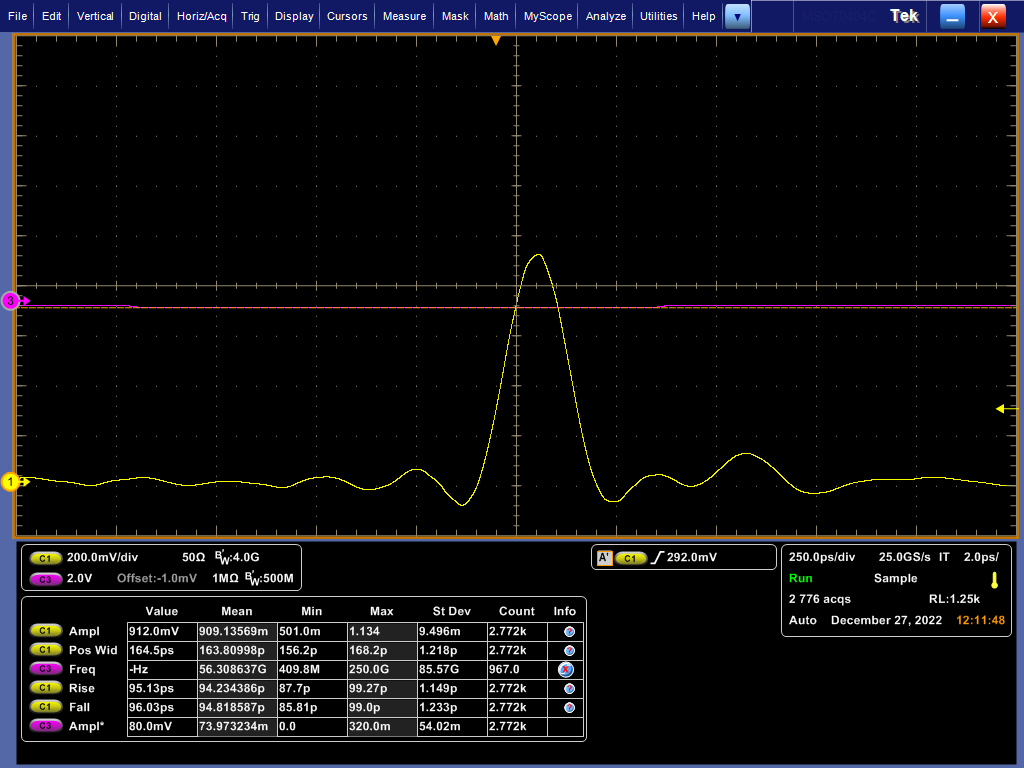 File Edit Vertical Digital Horiz/Acq Trig Display Cursors Measure Mask Math MyScope Analyze Utilities Help Tek X
3
1
C1 200.0mV/div 50Ω BW:4.0G
C3 2.0V Offset:-1.0mV 1MΩ BW:500M
A' C1 292.0mV
250.0ps/div 25.0GS/s IT 2.0ps/
Run Sample
2 776 acqs RL:1.25k
Auto December 27, 2022 12:11:48
Value Mean Min Max St Dev Count Info
C1 Ampl 912.0mV 909.13569m 501.0m 1.134 9.496m 2.772k ?
C1 Pos Wid 164.5ps 163.80998p 156.2p 168.2p 1.218p 2.772k ?
C3 Freq -Hz 56.308637G 409.8M 250.0G 85.57G 967.0 x
C1 Rise 95.13ps 94.234386p 87.7p 99.27p 1.149p 2.772k ?
C1 Fall 96.03ps 94.818587p 85.81p 99.0p 1.233p 2.772k ?
C3 Ampl* 80.0mV 73.973234m 0.0 320.0m 54.02m 2.772k